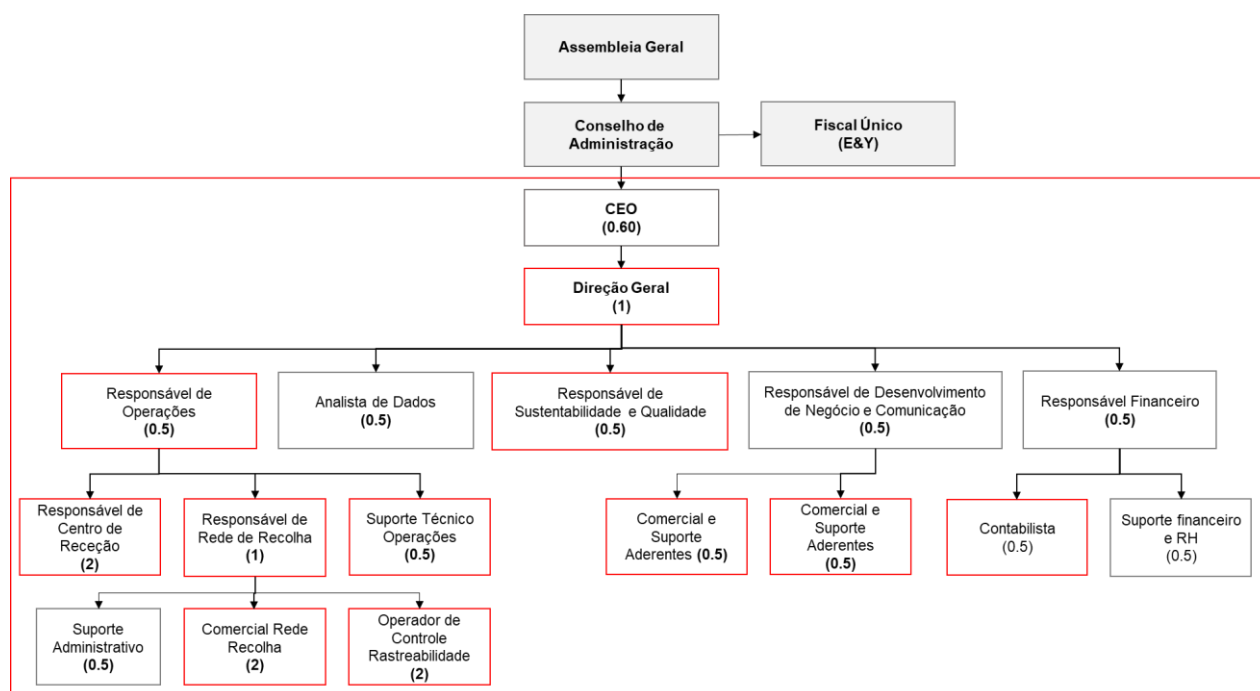 Assembleia Geral
Conselho de
Administração
Fiscal Único
(E&Y)
CEO
(0.60)
Direção Geral
(1)
Responsável de
Operações
(0.5)
Analista de Dados
(0.5)
Responsável de
Sustentabilidade e Qualidade
(0.5)
Responsável de Desenvolvimento
de Negócio e Comunicação
(0.5)
Responsável Financeiro
(0.5)
Responsável de
Centro de
Receção
(2)
Responsável de
Rede de Recolha
(1)
Suporte Técnico
Operações
(0.5)
Comercial e
Suporte
Aderentes (0.5)
Comercial e
Suporte
Aderentes
(0.5)
Contabilista
(0.5)
Suporte financeiro
e RH
(0.5)
Suporte
Administrativo
(0.5)
Comercial Rede
Recolha
(2)
Operador de
Controle
Rastreabilidade
(2)